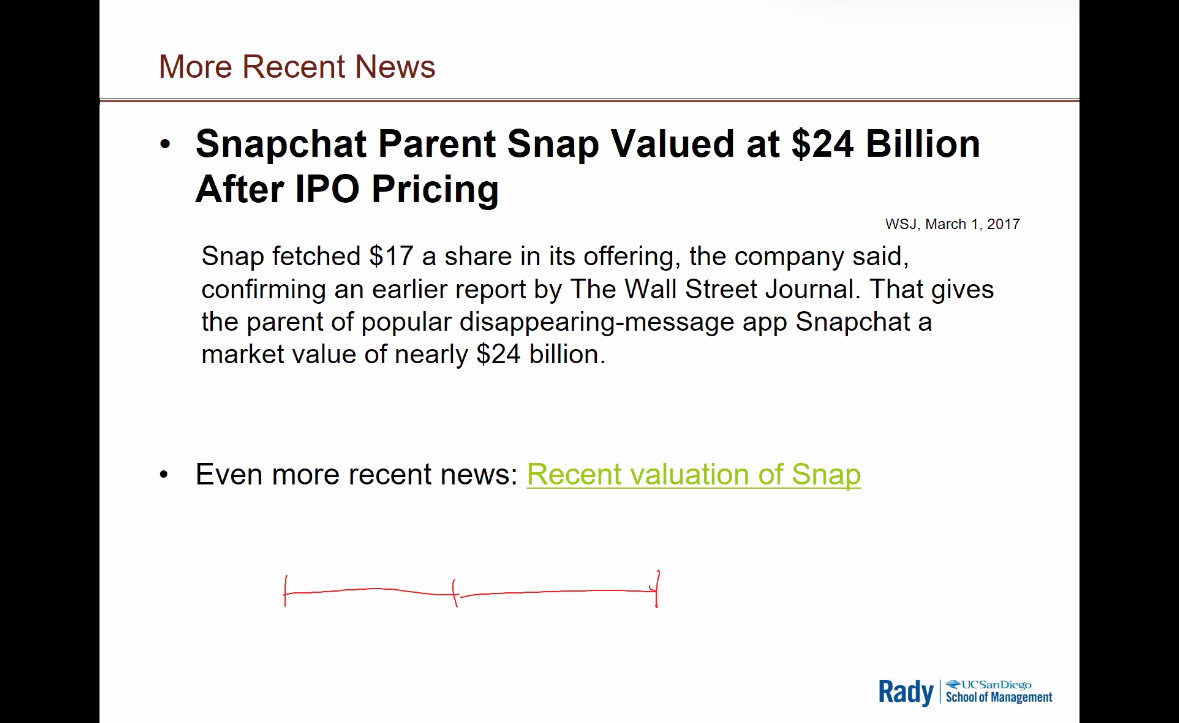 More Recent News
• Snapchat Parent Snap Valued at $24 Billion
After IPO Pricing
WSJ, March 1, 2017
Snap fetched $17 a share in its offering, the company said,
confirming an earlier report by The Wall Street Journal. That gives
the parent of popular disappearing-message app Snapchat a
market value of nearly $24 billion.
• Even more recent news: Recent valuation of Snap
Rady UC San Diego
School of Management